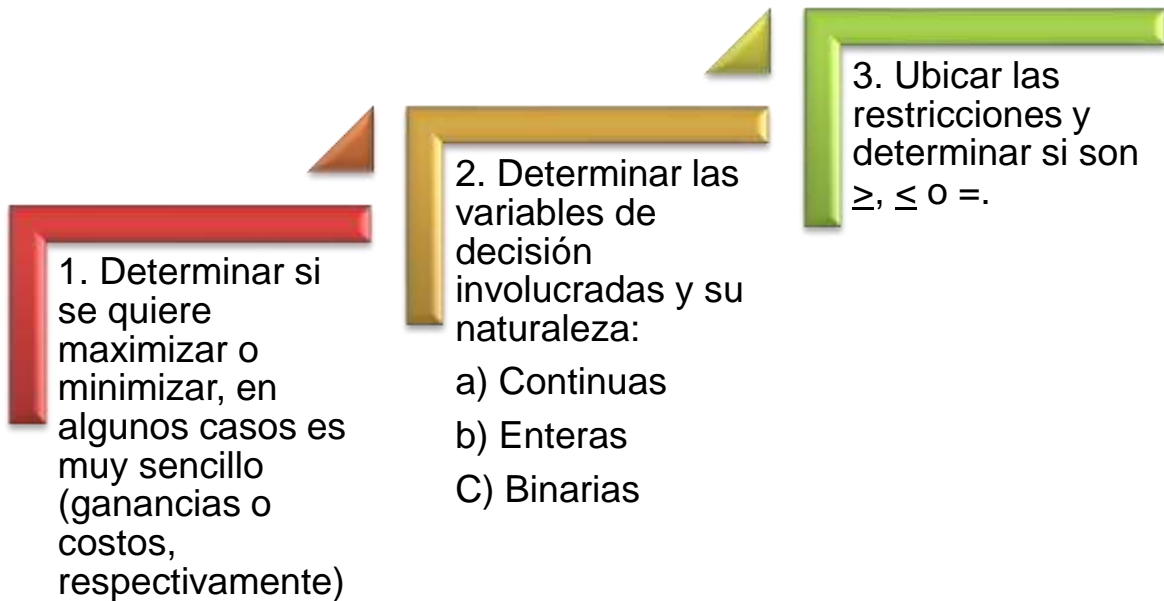 1. Determinar si
se quiere
maximizar o
minimizar, en
algunos casos es
muy sencillo
(ganancias o
costos,
respectivamente)
2. Determinar las
variables de
decisión
involucradas y su
naturaleza:
a) Continuas
b) Enteras
C) Binarias
3. Ubicar las
restricciones y
determinar si son
≥, ≤ o =.